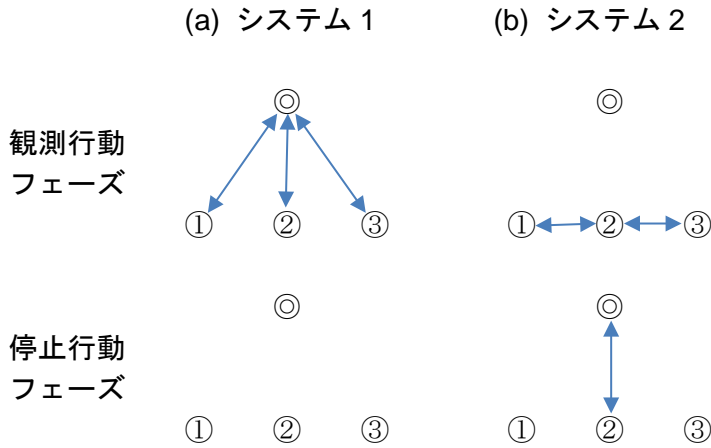 (a) システム 1
(b) システム 2
◎
◎
観測行動
フェーズ
① ② ③
① ② ③
◎
◎
停止行動
フェーズ
① ② ③
① ② ③